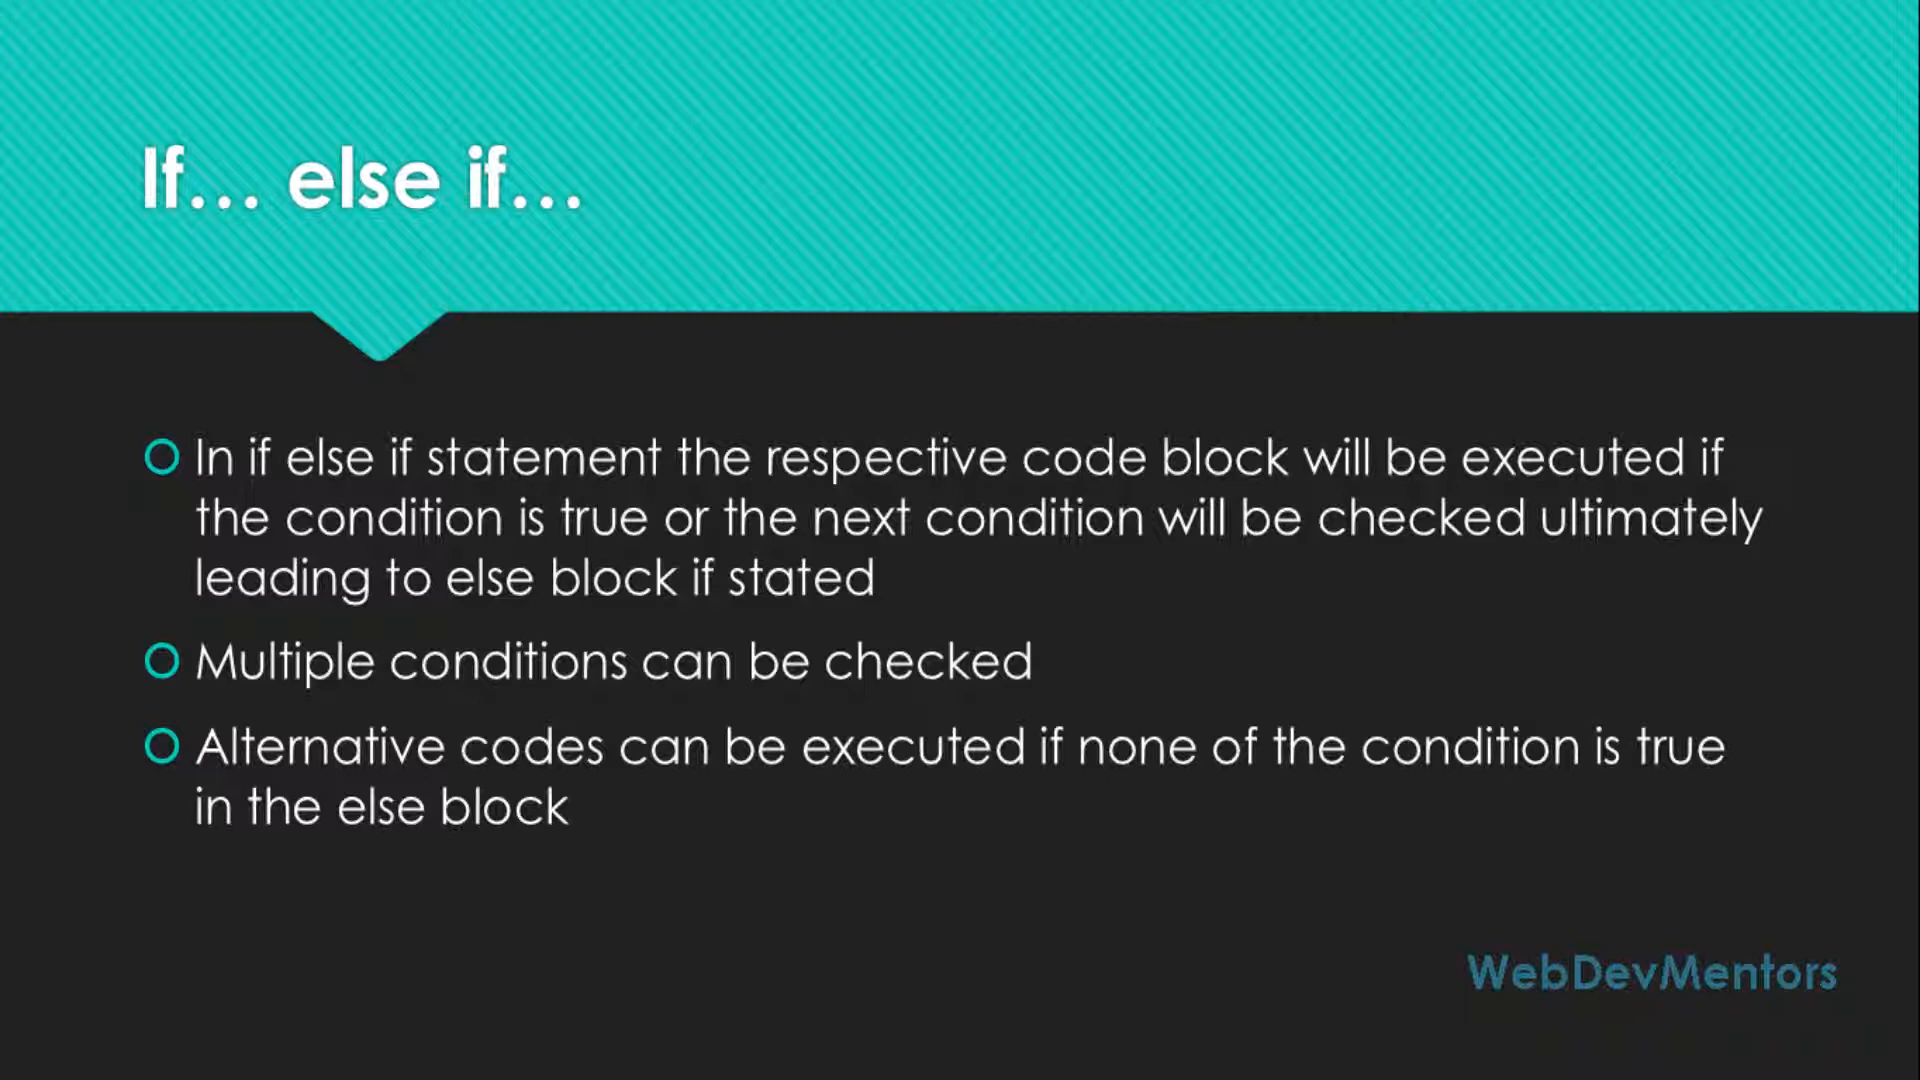 If… else if…
In if else if statement the respective code block will be executed if
the condition is true or the next condition will be checked ultimately
leading to else block if stated
Multiple conditions can be checked
Alternative codes can be executed if none of the condition is true
in the else block
WebDevMentors